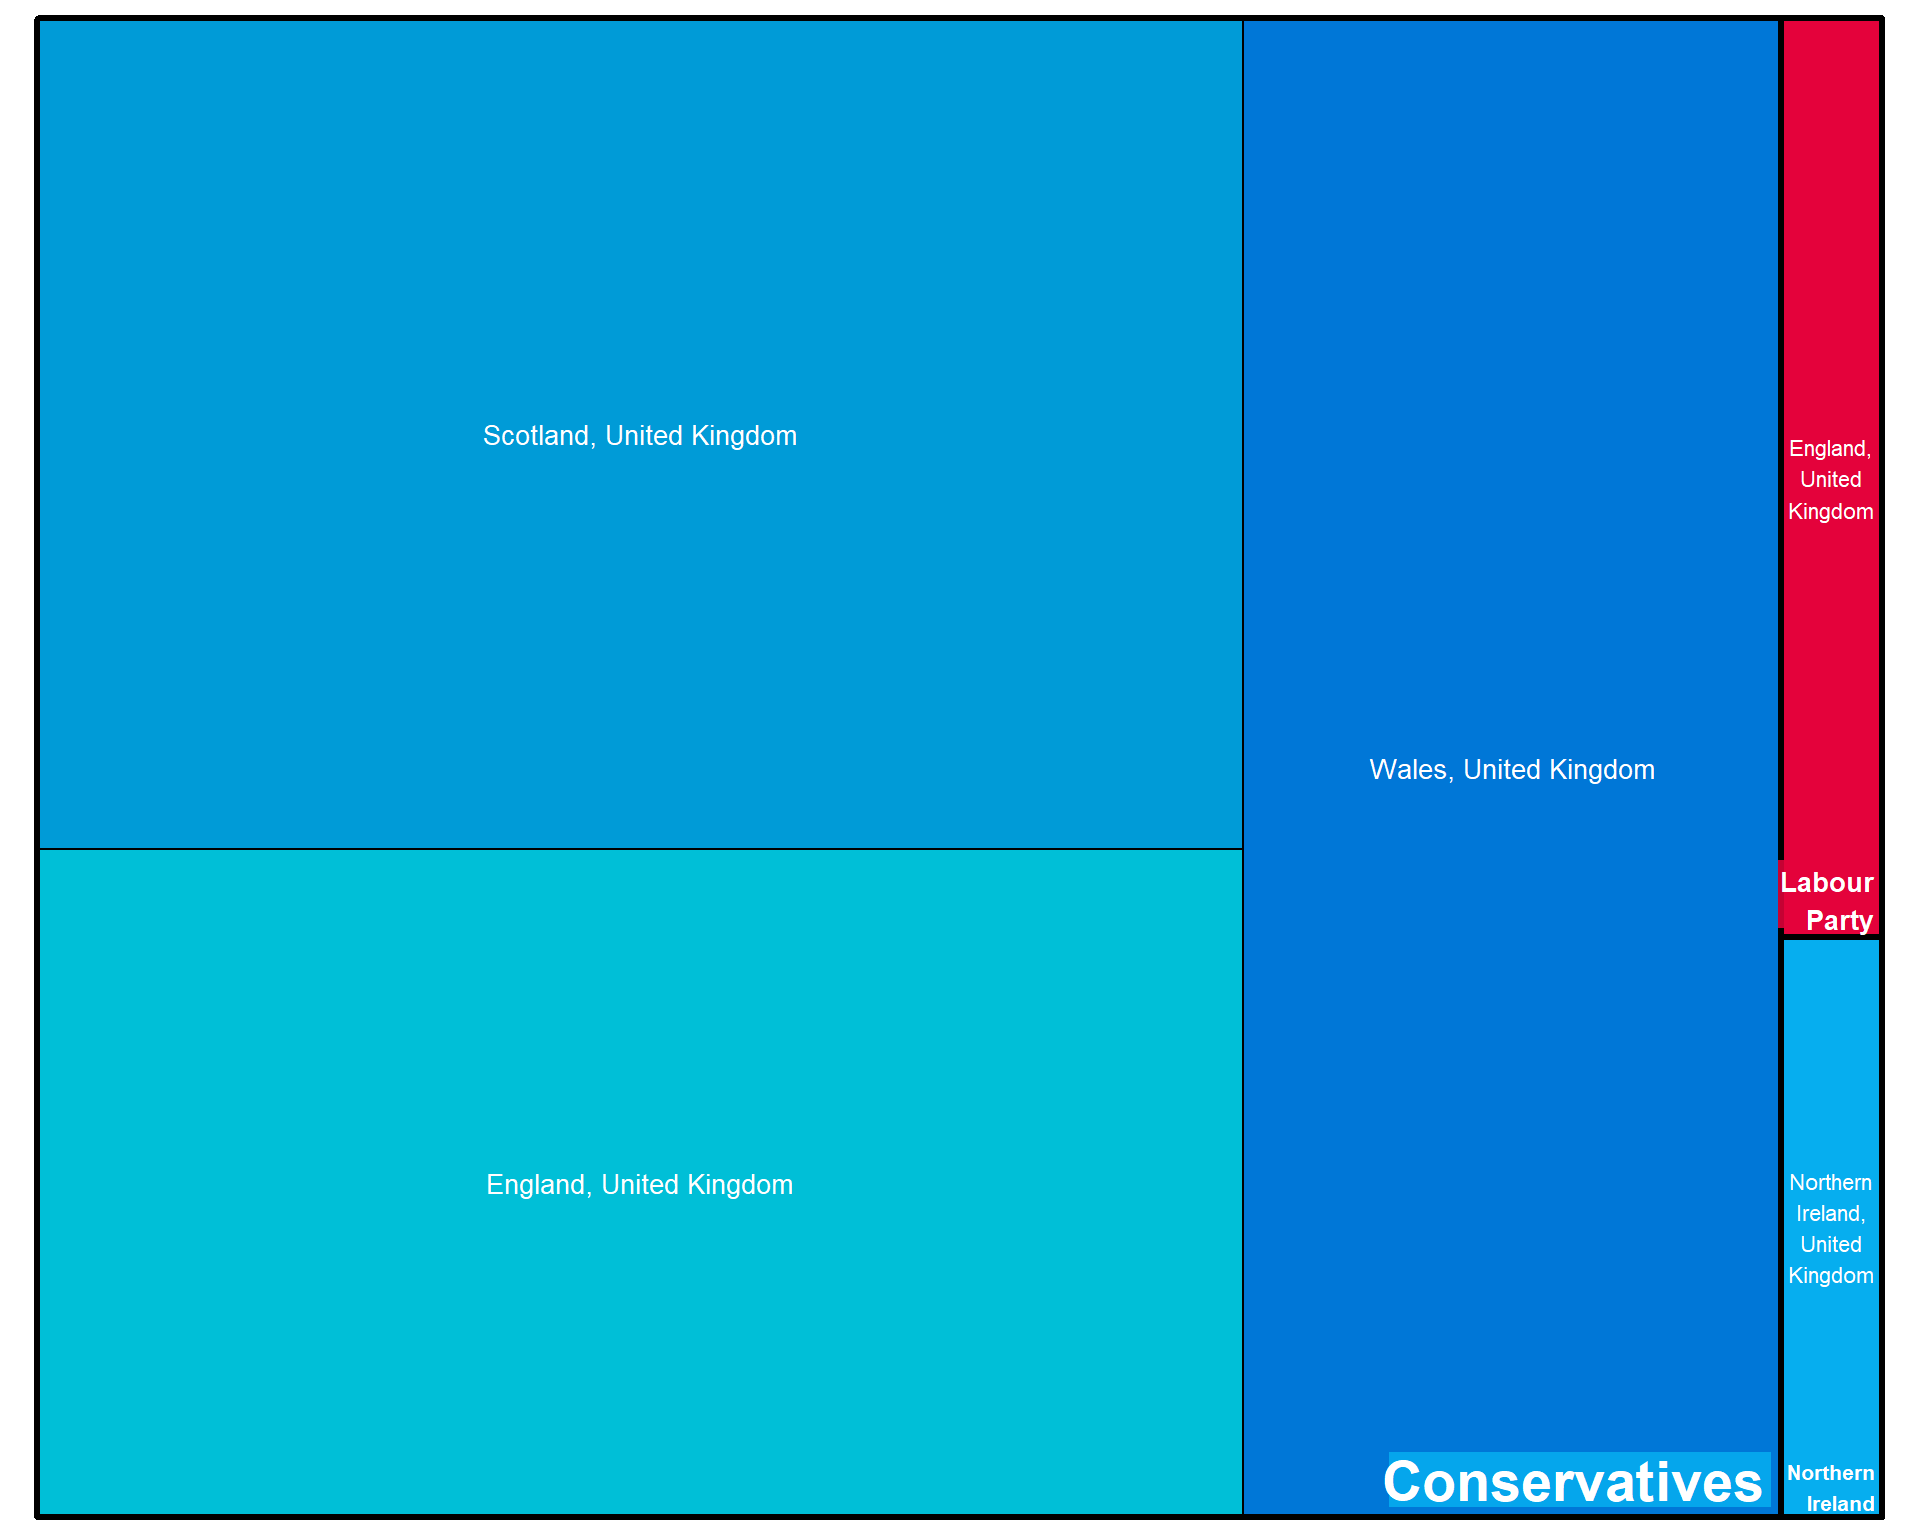 Scotland, United Kingdom
England, United Kingdom
Wales, United Kingdom
Conservatives
England,
United
Kingdom
Labour
Party
Northern
Ireland,
United
Kingdom
Northern
Ireland